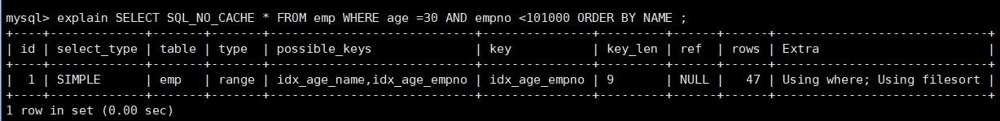 mysql> explain SELECT SQL_NO_CACHE * FROM emp WHERE age =30 AND empno <101000 ORDER BY NAME ;
+----+-------------+-------+-------+----------------------------+---------------+---------+------+------+-----------------------------+
| id | select_type | table | type | possible_keys | key | key_len | ref | rows | Extra |
+----+-------------+-------+-------+----------------------------+---------------+---------+------+------+-----------------------------+
| 1 | SIMPLE | emp | range | idx_age_name,idx_age_empno | idx_age_empno | 9 | NULL | 47 | Using where; Using filesort |
+----+-------------+-------+-------+----------------------------+---------------+---------+------+------+-----------------------------+
1 row in set (0.00 sec)